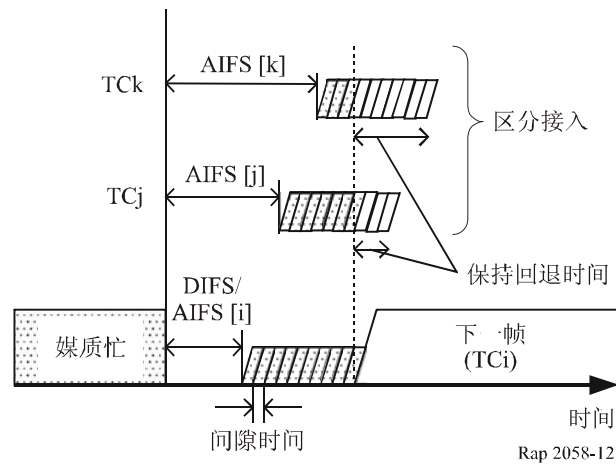 AIFS [k]
TCk
区分接入
AIFS [j]
TCj
保持回退时间
DIFS/
AIFS [i]
媒质忙
下一帧
(TCi)
时间
问隙时间
Rap 2058-12